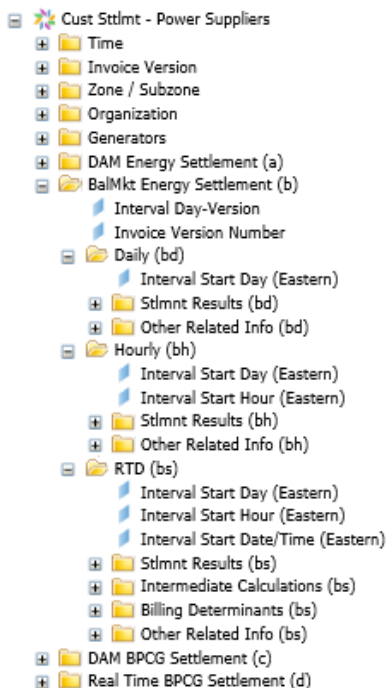 Cust Sttlmt - Power Suppliers
Time
Invoice Version
Zone / Subzone
Organization
Generators
DAM Energy Settlement (a)
BalMkt Energy Settlement (b)
Interval Day-Version
Invoice Version Number
Daily (bd)
Interval Start Day (Eastern)
Stlmnt Results (bd)
Other Related Info (bd)
Hourly (bh)
Interval Start Day (Eastern)
Interval Start Hour (Eastern)
Stlmnt Results (bh)
Other Related Info (bh)
RTD (bs)
Interval Start Day (Eastern)
Interval Start Hour (Eastern)
Interval Start Date/Time (Eastern)
Stlmnt Results (bs)
Intermediate Calculations (bs)
Billing Determinants (bs)
Other Related Info (bs)
DAM BPCG Settlement (c)
Real Time BPCG Settlement (d)